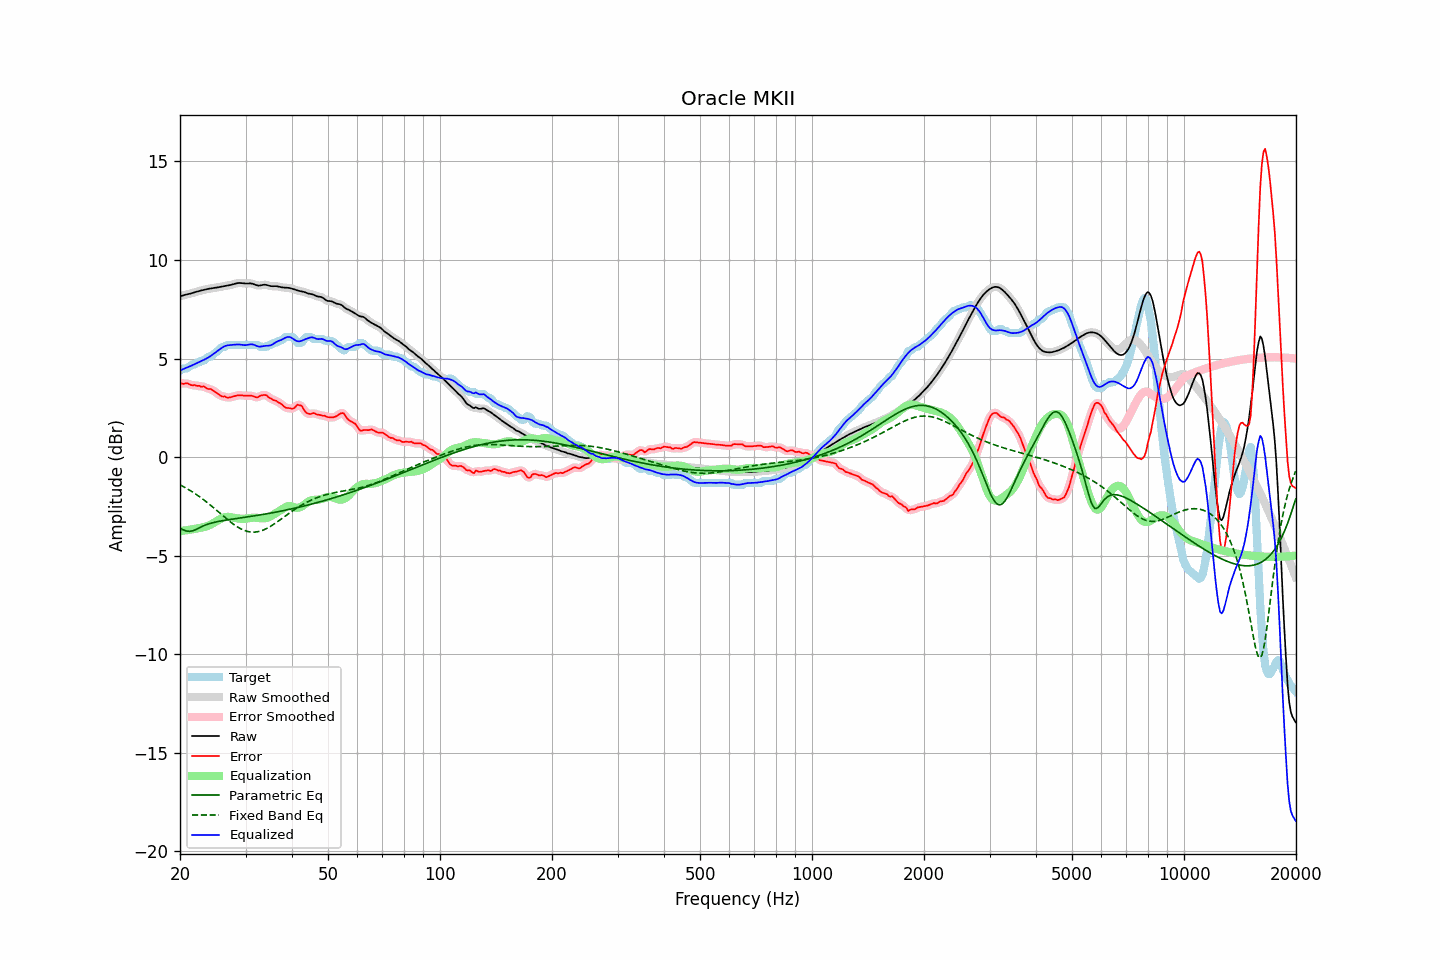 Oracle MKII
Amplitude (dBr)
15
10
5
0
−5
−10
−15
−20
Target
Raw Smoothed
Error Smoothed
Raw
Error
Equalization
Parametric Eq
Fixed Band Eq
Equalized
20 50 100 200 500 1000 2000 5000 10000 20000
Frequency (Hz)